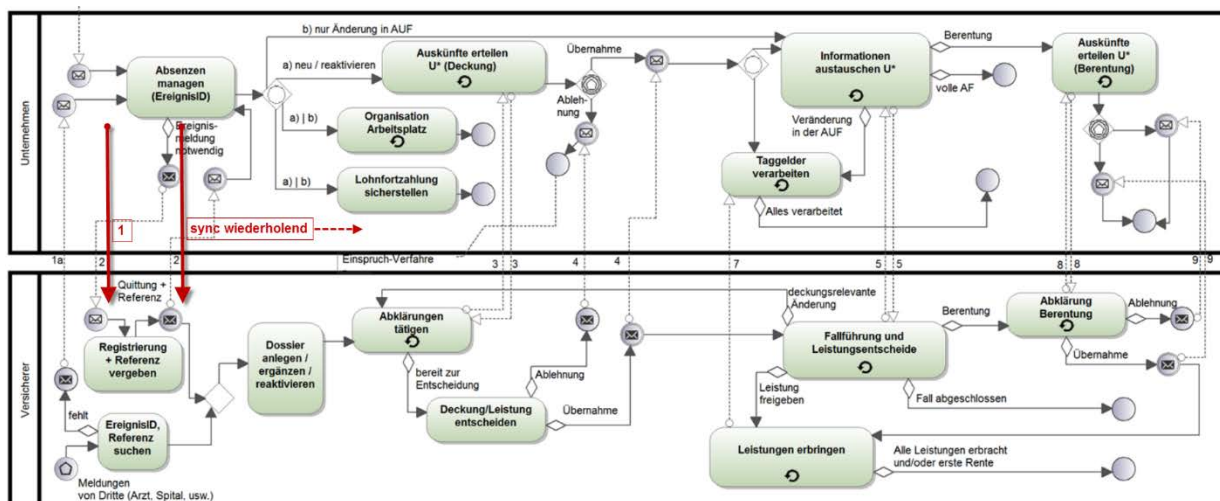 Unternehmen
Absenzen
managen
(EreignisID)
Ereignis-
meldung
notwendig
b) nur Änderung in AUF
a) neu / reaktivieren
a) | b)
a) | b)
Auskünfte erteilen
U* (Deckung)
Organisation
Arbeitsplatz
Lohnfortzahlung
sicherstellen
Übernahme
Ableh-
nung
Informationen
austauschen U*
Berentung
volle AF
Veränderung
in der AUF
Taggelder
verarbeiten
Alles verarbeitet
Auskünfte
erteilen U*
(Berentung)
1
sync wiederholend
1a
2
2
Einspruch-Verfahre
3
3
4
4
7
5
5
8
8
9
9
Versicherer
Quittung +
Referenz
Registrierung
+ Referenz
vergeben
fehlt
EreignisID,
Referenz
suchen
Meldungen
von Dritte (Arzt, Spital, usw.)
Dossier
anlegen /
ergänzen /
reaktivieren
Abklärungen
tätigen
bereit zur
Entscheidung
Ablehnung
Deckung/Leistung
entscheiden
Übernahme
deckungsrelevante
Änderung
Fallführung und
Leistungsentscheide
Berentung
Leistung
freigeben
Fall abgeschlossen
Leistungen erbringen
Alle Leistungen erbracht
und/oder erste Rente
Abklärung
Berentung
Ablehnung
Übernahme